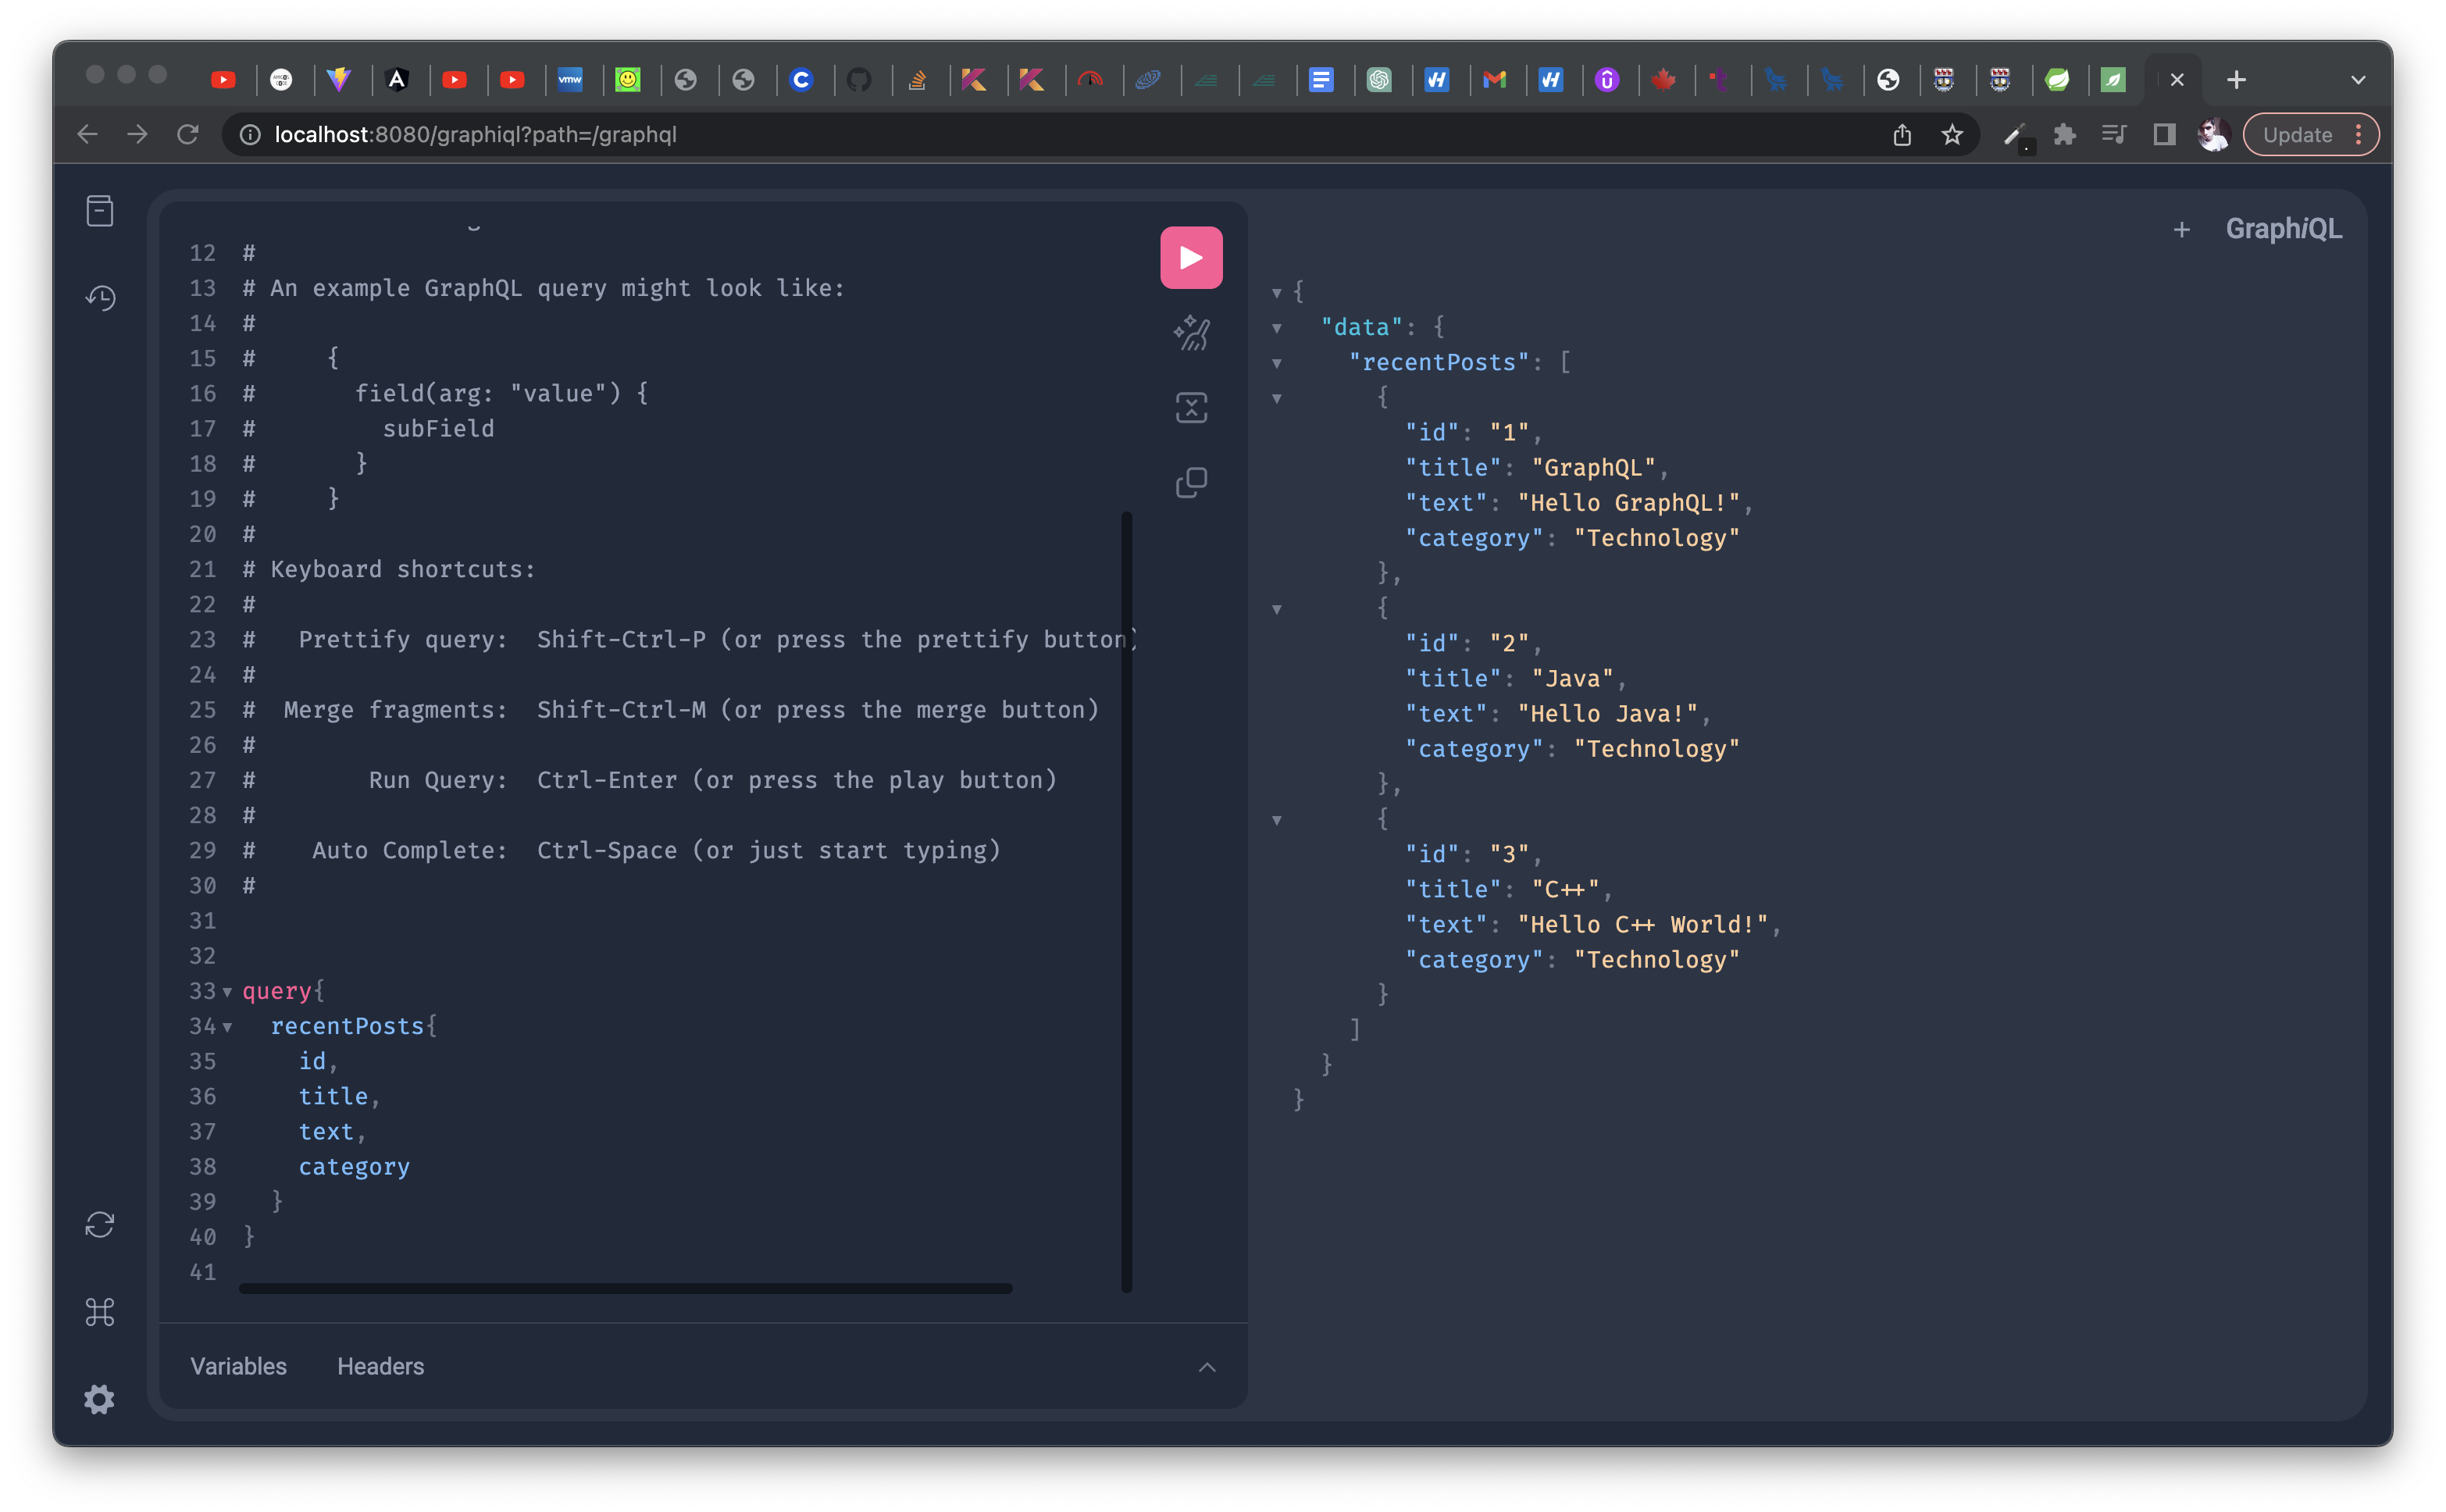 localhost:8080/graphiql?path=/graphql
Update
GraphiQL
12 #
13 # An example GraphQL query might look like:
14 #
15 #     {
16 #       field(arg: "value") {
17 #         subField
18 #       }
19 #     }
20 #
21 # Keyboard shortcuts:
22 #
23 #   Prettify query:  Shift-Ctrl-P (or press the prettify button)
24 #
25 #  Merge fragments:  Shift-Ctrl-M (or press the merge button)
26 #
27 #        Run Query:  Ctrl-Enter (or press the play button)
28 #
29 #    Auto Complete:  Ctrl-Space (or just start typing)
30 #
31
32
33 query{
34   recentPosts{
35     id,
36     title,
37     text,
38     category
39   }
40 }
41
Variables Headers
{
  "data": {
    "recentPosts": [
      {
        "id": "1",
        "title": "GraphQL",
        "text": "Hello GraphQL!",
        "category": "Technology"
      },
      {
        "id": "2",
        "title": "Java",
        "text": "Hello Java!",
        "category": "Technology"
      },
      {
        "id": "3",
        "title": "C++",
        "text": "Hello C++ World!",
        "category": "Technology"
      }
    ]
  }
}